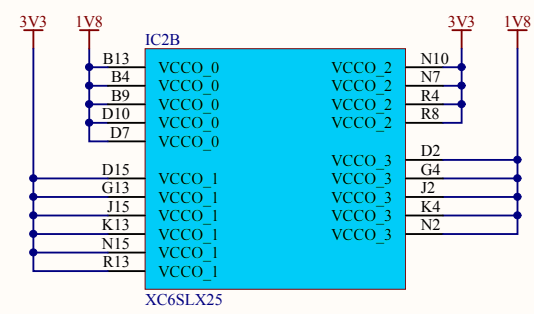 3V3 1V8 3V3 1V8
IC2B
B13 VCCO_0 VCCO_2 N10
B4 VCCO_0 VCCO_2 N7
B9 VCCO_0 VCCO_2 R4
D10 VCCO_0 VCCO_2 R8
D7 VCCO_0
VCCO_3 D2
D15 VCCO_1 VCCO_3 G4
G13 VCCO_1 VCCO_3 J2
J15 VCCO_1 VCCO_3 K4
K13 VCCO_1 VCCO_3 N2
N15 VCCO_1
R13 VCCO_1
XC6SLX25